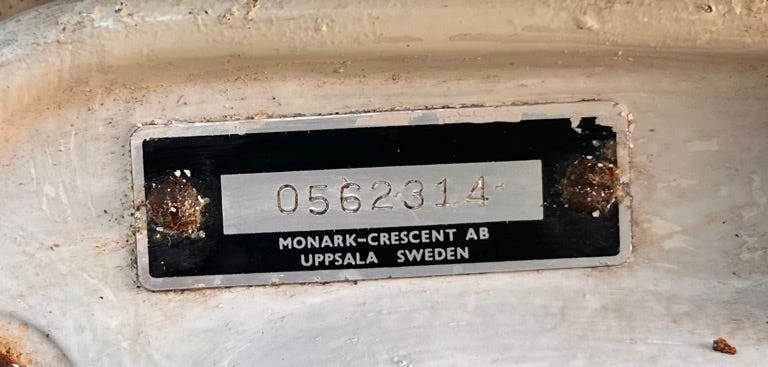 0562314
MONARK-CRESCENT AB
UPPSALA SWEDEN